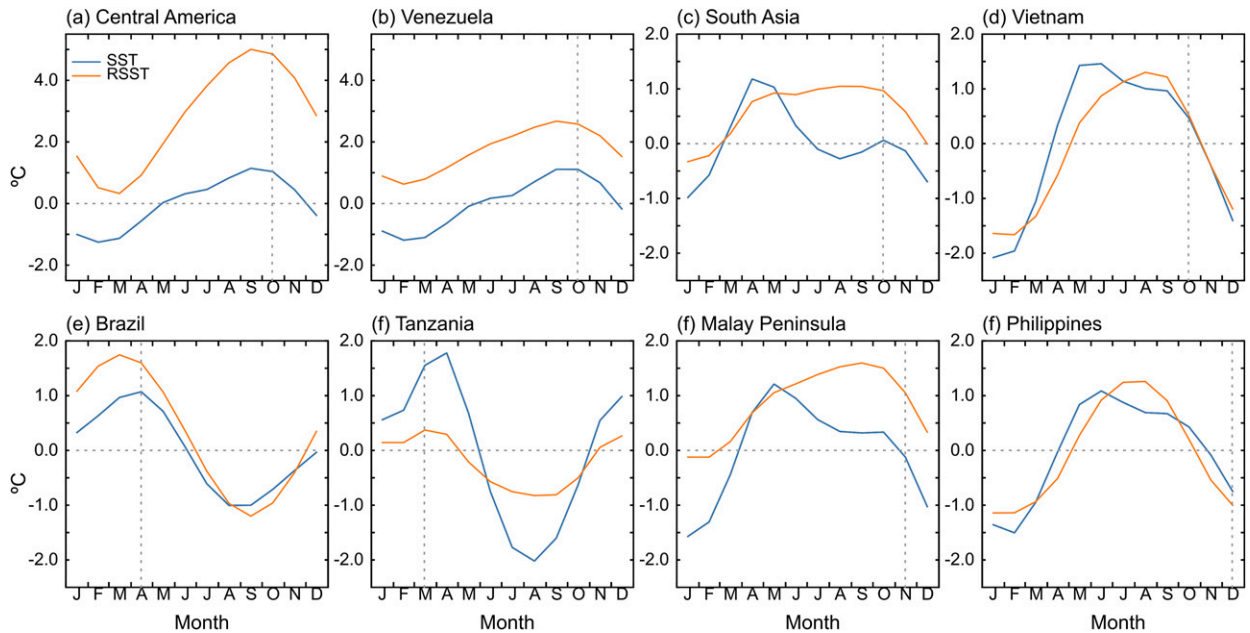 (a) Central America
(b) Venezuela
(c) South Asia
(d) Vietnam
SST
RSST
ºC
4.0
2.0
0.0
-2.0
J F M A M J J A S O N D
4.0
2.0
0.0
-2.0
J F M A M J J A S O N D
2.0
1.0
0.0
-1.0
-2.0
J F M A M J J A S O N D
2.0
1.0
0.0
-1.0
-2.0
J F M A M J J A S O N D
(e) Brazil
(f) Tanzania
(f) Malay Peninsula
(f) Philippines
ºC
2.0
1.0
0.0
-1.0
-2.0
J F M A M J J A S O N D
Month
2.0
1.0
0.0
-1.0
-2.0
J F M A M J J A S O N D
Month
2.0
1.0
0.0
-1.0
-2.0
J F M A M J J A S O N D
Month
2.0
1.0
0.0
-1.0
-2.0
J F M A M J J A S O N D
Month